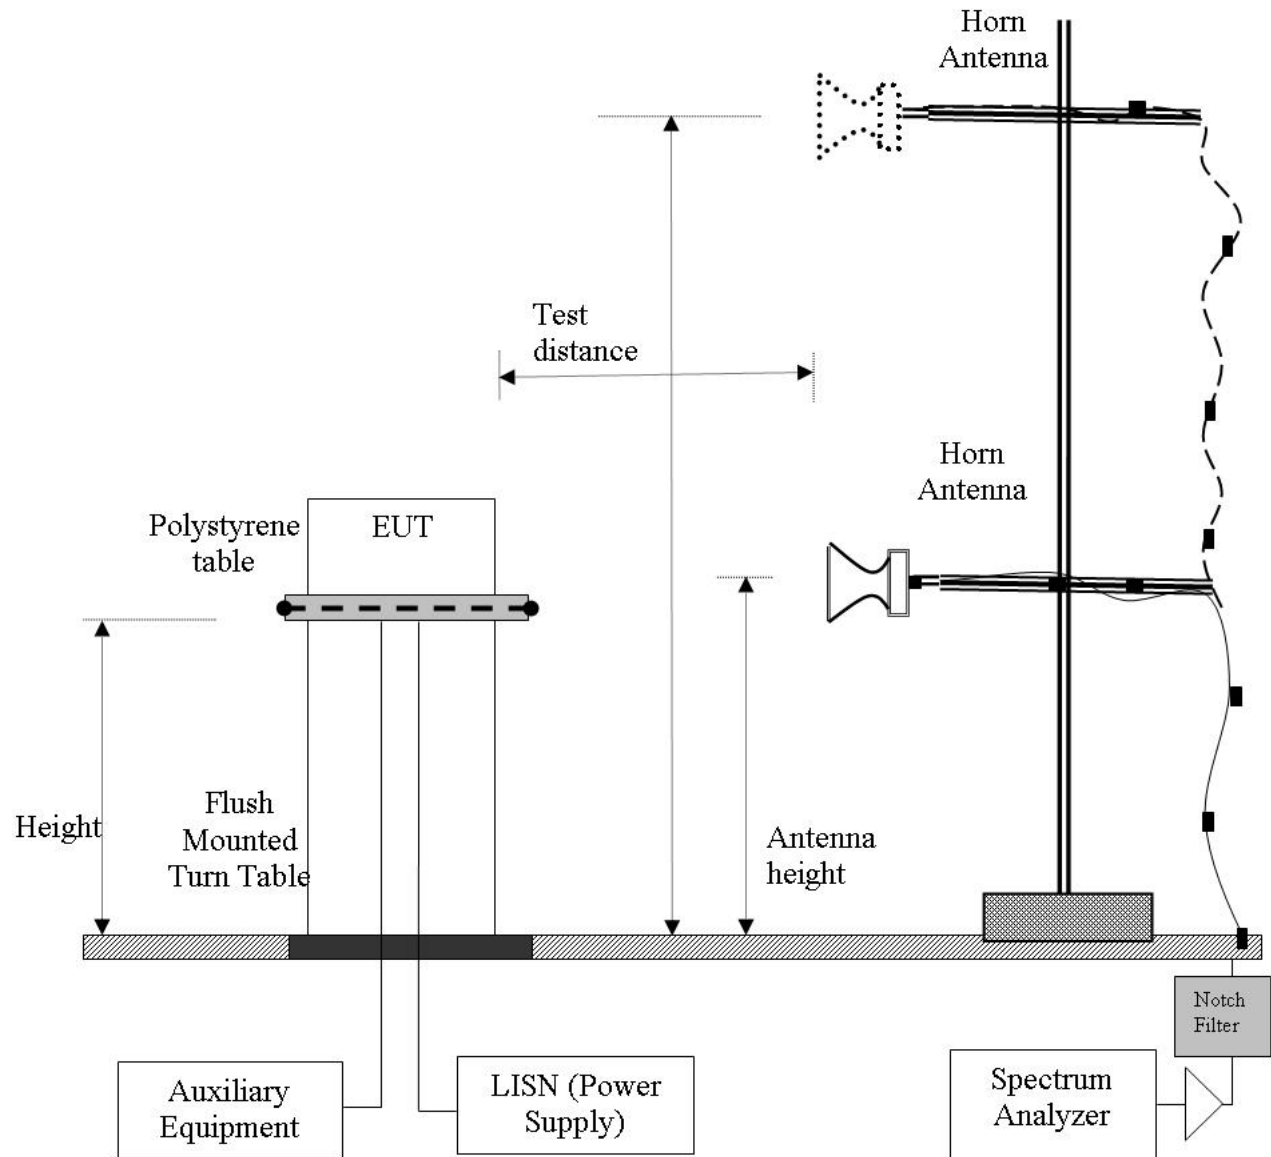 Horn
Antenna
Test
distance
Horn
Antenna
Polystyrene
table
EUT
Height
Flush
Mounted
Turn Table
Antenna
height
Notch
Filter
Auxiliary
Equipment
LISN (Power
Supply)
Spectrum
Analyzer